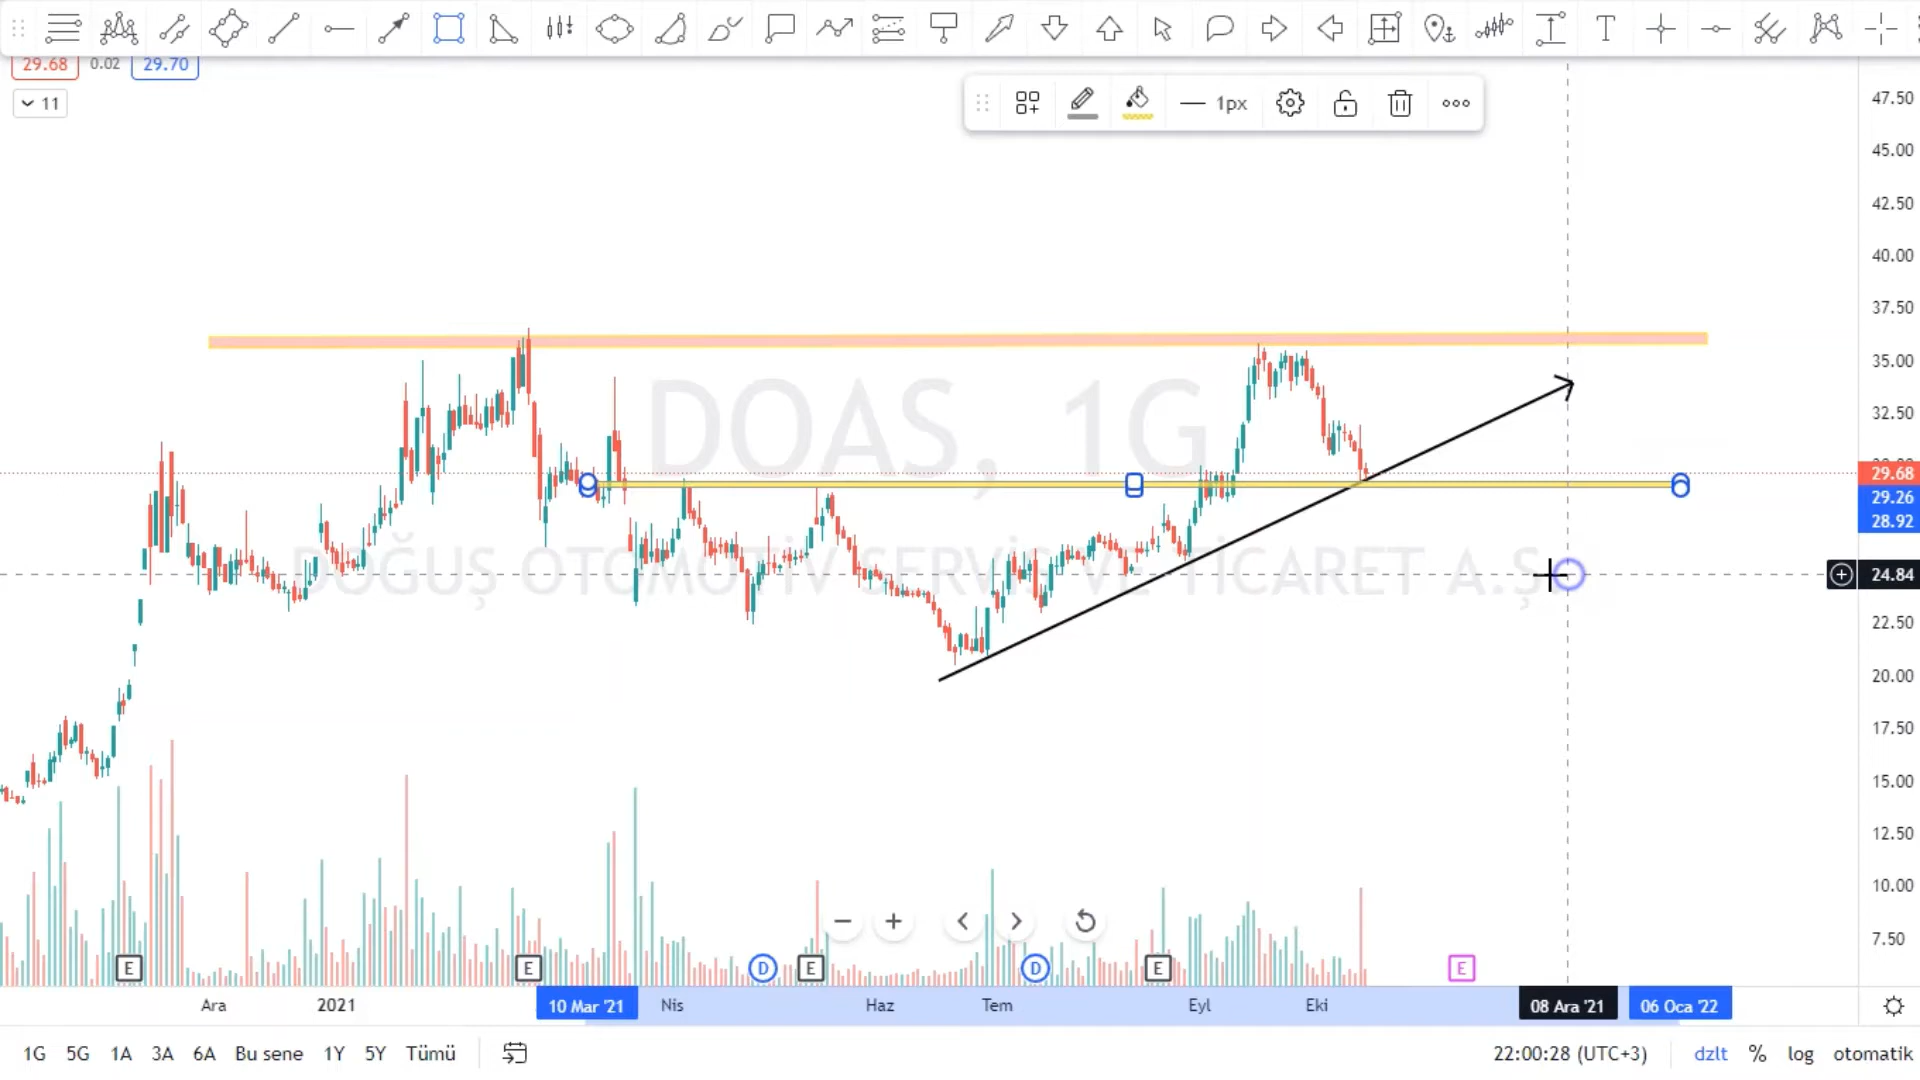 29.68 0.02 29.70
1px
11
47.50
45.00
42.50
40.00
37.50
35.00
32.50
29.68
29.26
28.92
24.84
22.50
20.00
17.50
15.00
12.50
10.00
7.50
DOAS, 1G
DOĞUŞ OTOMOTİV SERVİS VE TİCARET A.Ş.
E E D E D E E
Ara 2021 10 Mar '21 Nis Haz Tem Eyl Eki 08 Ara '21 06 Oca '22
1G 5G 1A 3A 6A Bu sene 1Y 5Y Tümü 22:00:28 (UTC+3) dzlt % log otomatik